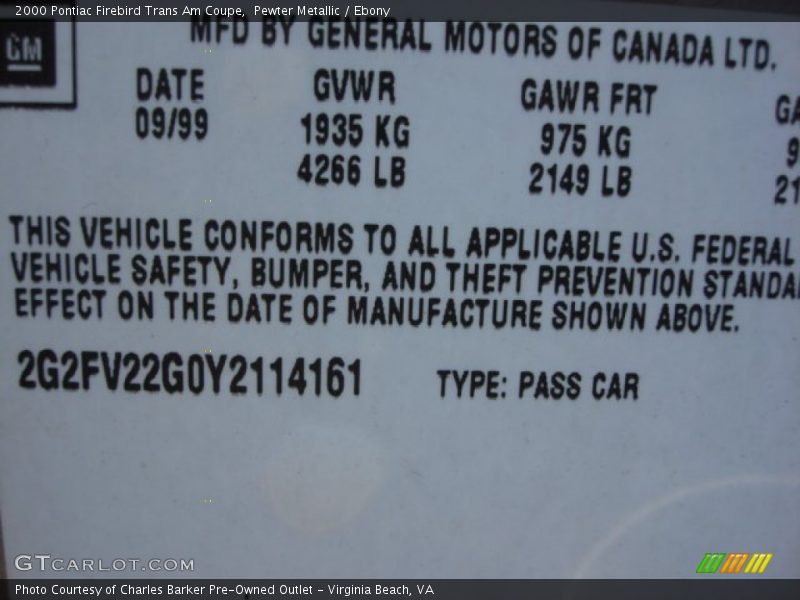 2000 Pontiac Firebird Trans Am Coupe, Pewter Metallic / Ebony
GM
MFD BY GENERAL MOTORS OF CANADA LTD.
DATE GVWR GAWR FRT
09/99 1935 KG 975 KG
4266 LB 2149 LB
THIS VEHICLE CONFORMS TO ALL APPLICABLE U.S. FEDERAL
VEHICLE SAFETY, BUMPER, AND THEFT PREVENTION
EFFECT ON THE DATE OF MANUFACTURE SHOWN ABOVE.
2G2FV22G0Y2114161 TYPE: PASS CAR
GTCARLOT.COM
Photo Courtesy of Charles Barker Pre-Owned Outlet - Virginia Beach, VA